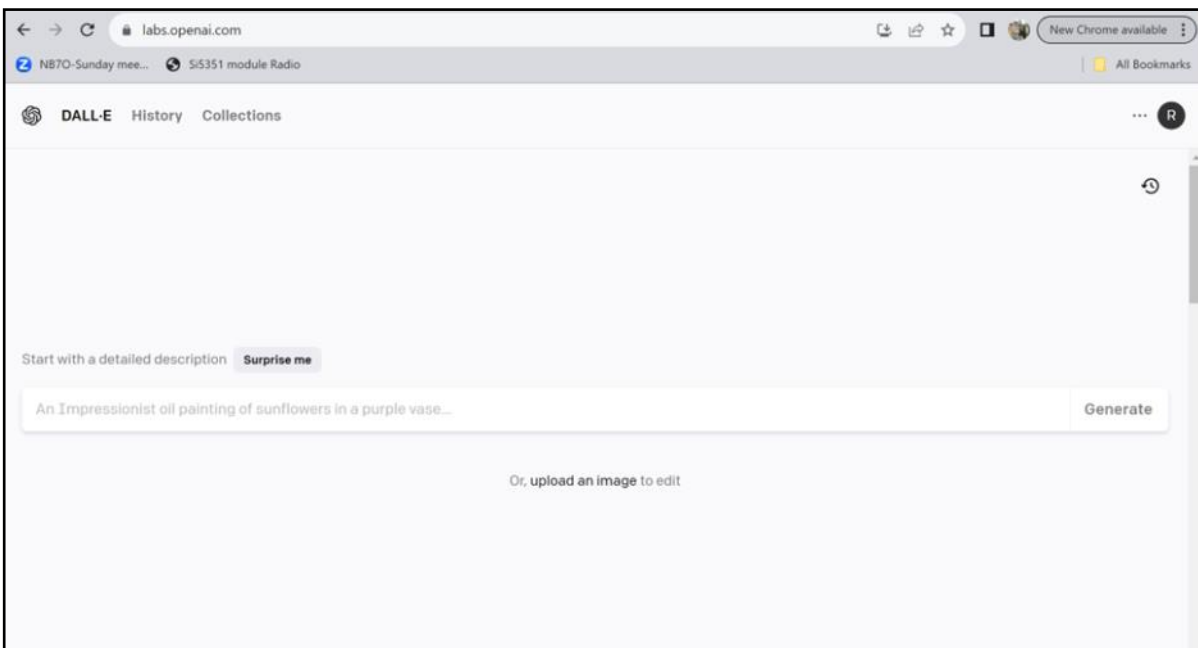 labs.openai.com New Chrome available
NB7O-Sunday mee... Si5351 module Radio All Bookmarks
DALL·E History Collections ... R
Start with a detailed description Surprise me
An Impressionist oil painting of sunflowers in a purple vase... Generate
Or, upload an image to edit